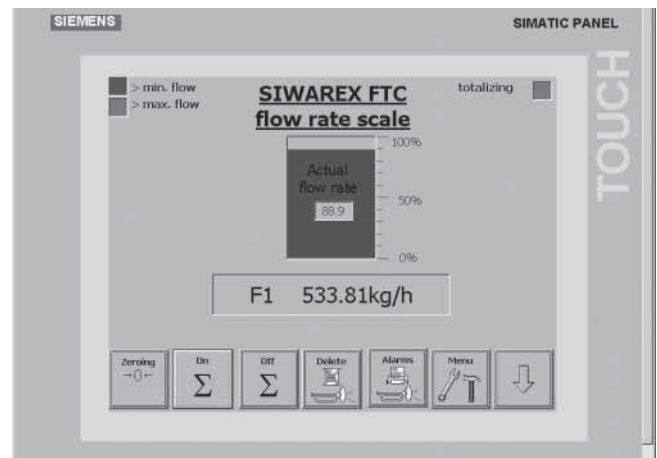 SIEMENS
SIMATIC PANEL
TOUCH
> min. flow
> max. flow
SIWAREX FTC
flow rate scale
totalizing
100%
Actual
flow rate
88.9
50%
0%
F1 533.81kg/h
Zeroing
→0←
On
Σ
Off
Σ
Delete
Alarms
Menu